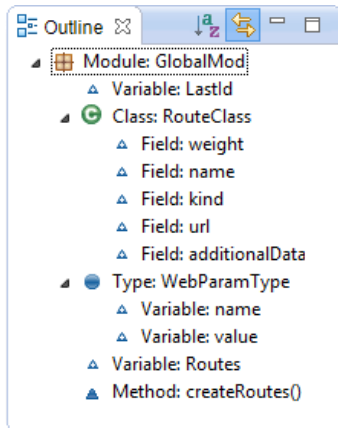 Outline
a
z
Module: GlobalMod
Variable: LastId
C Class: RouteClass
Field: weight
Field: name
Field: kind
Field: url
Field: additionalData
Type: WebParamType
Variable: name
Variable: value
Variable: Routes
Method: createRoutes()